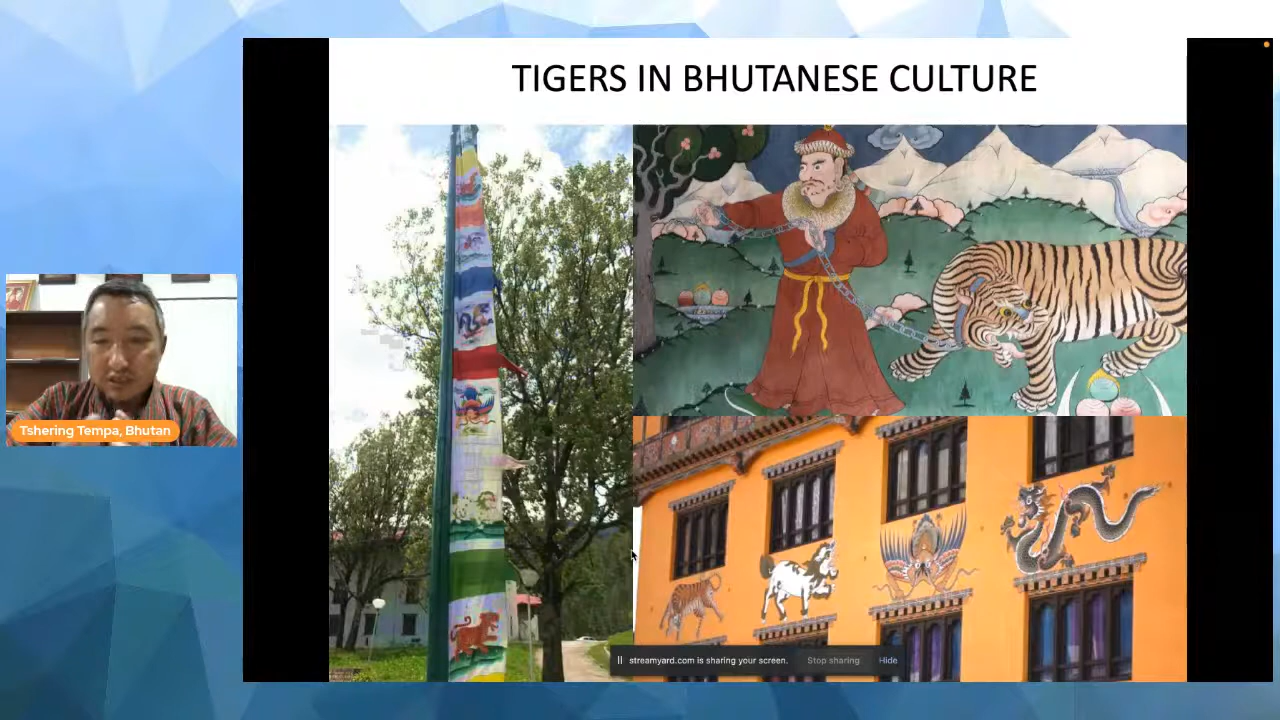 TIGERS IN BHUTANESE CULTURE
Tshering Tempa, Bhutan
streamyard.com is sharing your screen. Stop sharing Hide